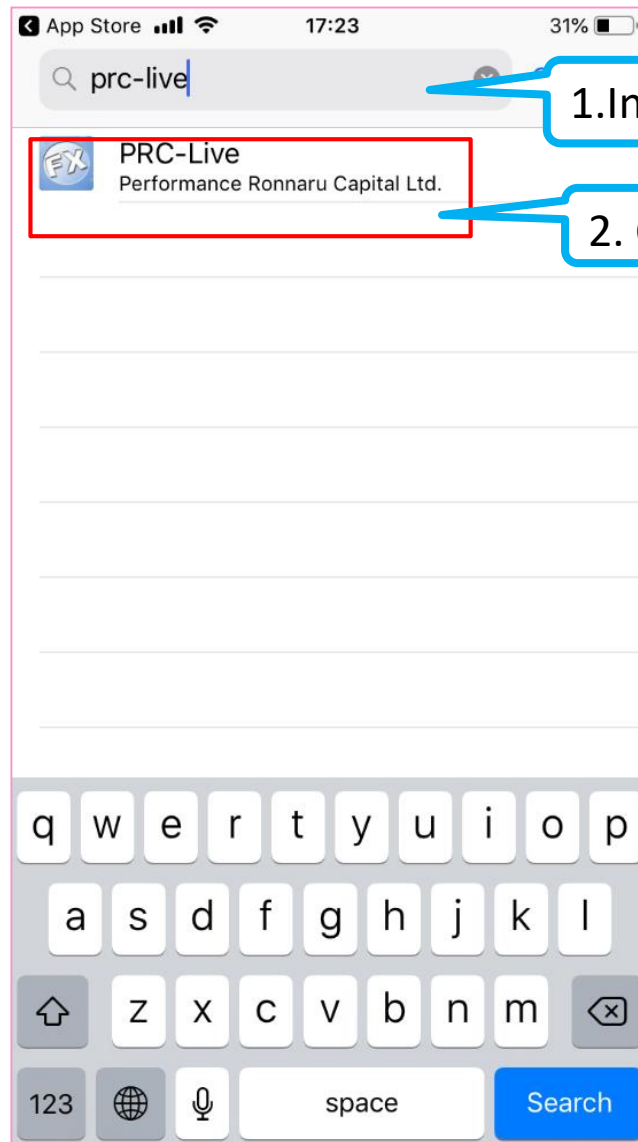 App Store 17:23 31%
prc-live
1.In
FX PRC-Live
Performance Ronnaru Capital Ltd.
2.
q w e r t y u i o p
a s d f g h j k l
z x c v b n m
123 space Search